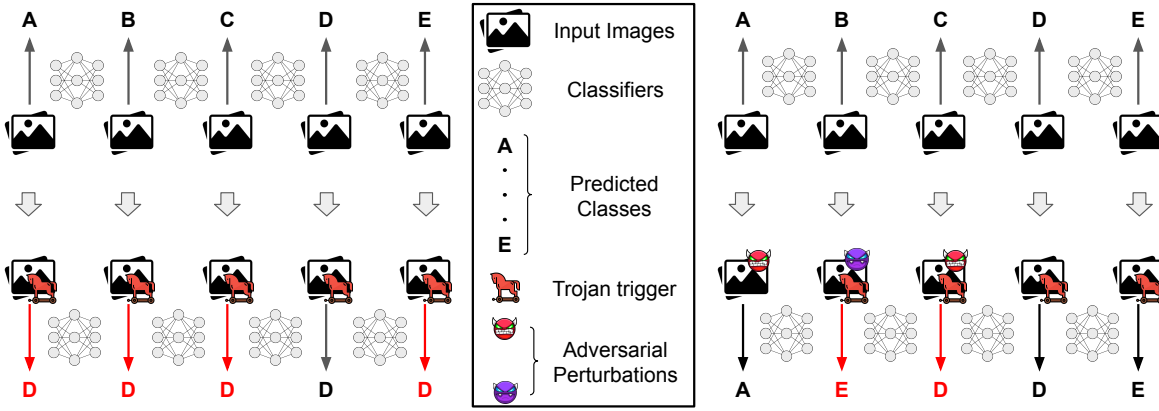 A B C D E
D D D D D
Input Images
Classifiers
A
.
.
.
E
Predicted
Classes
Trojan trigger
Adversarial
Perturbations
A B C D E
A E D D E